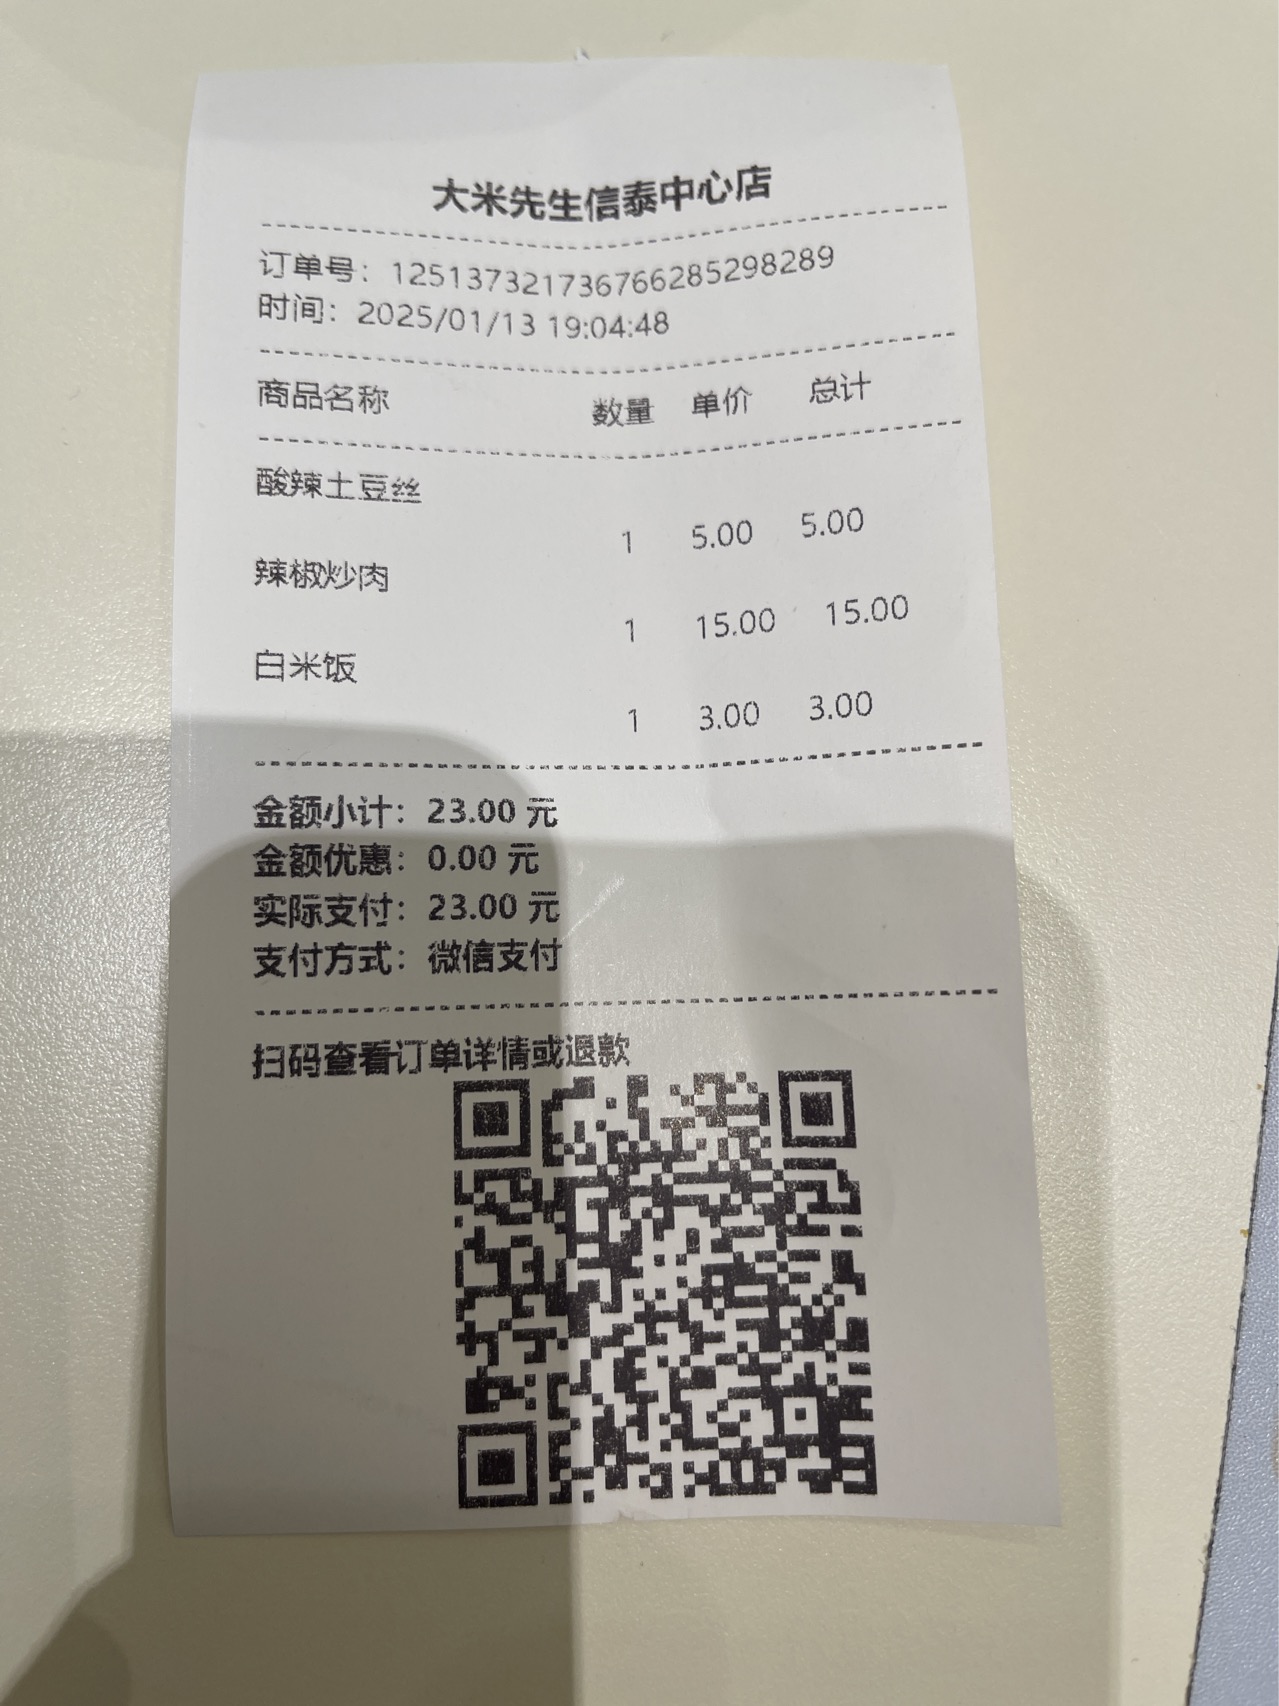 大米先生信泰中心店
订单号：125137321736766285298289
时间：2025/01/13 19:04:48
商品名称 数量 单价 总计
酸辣土豆丝
1 5.00 5.00
辣椒炒肉
1 15.00 15.00
白米饭
1 3.00 3.00
金额小计：23.00 元
金额优惠：0.00 元
实际支付：23.00 元
支付方式：微信支付
扫码查看订单详情或退款